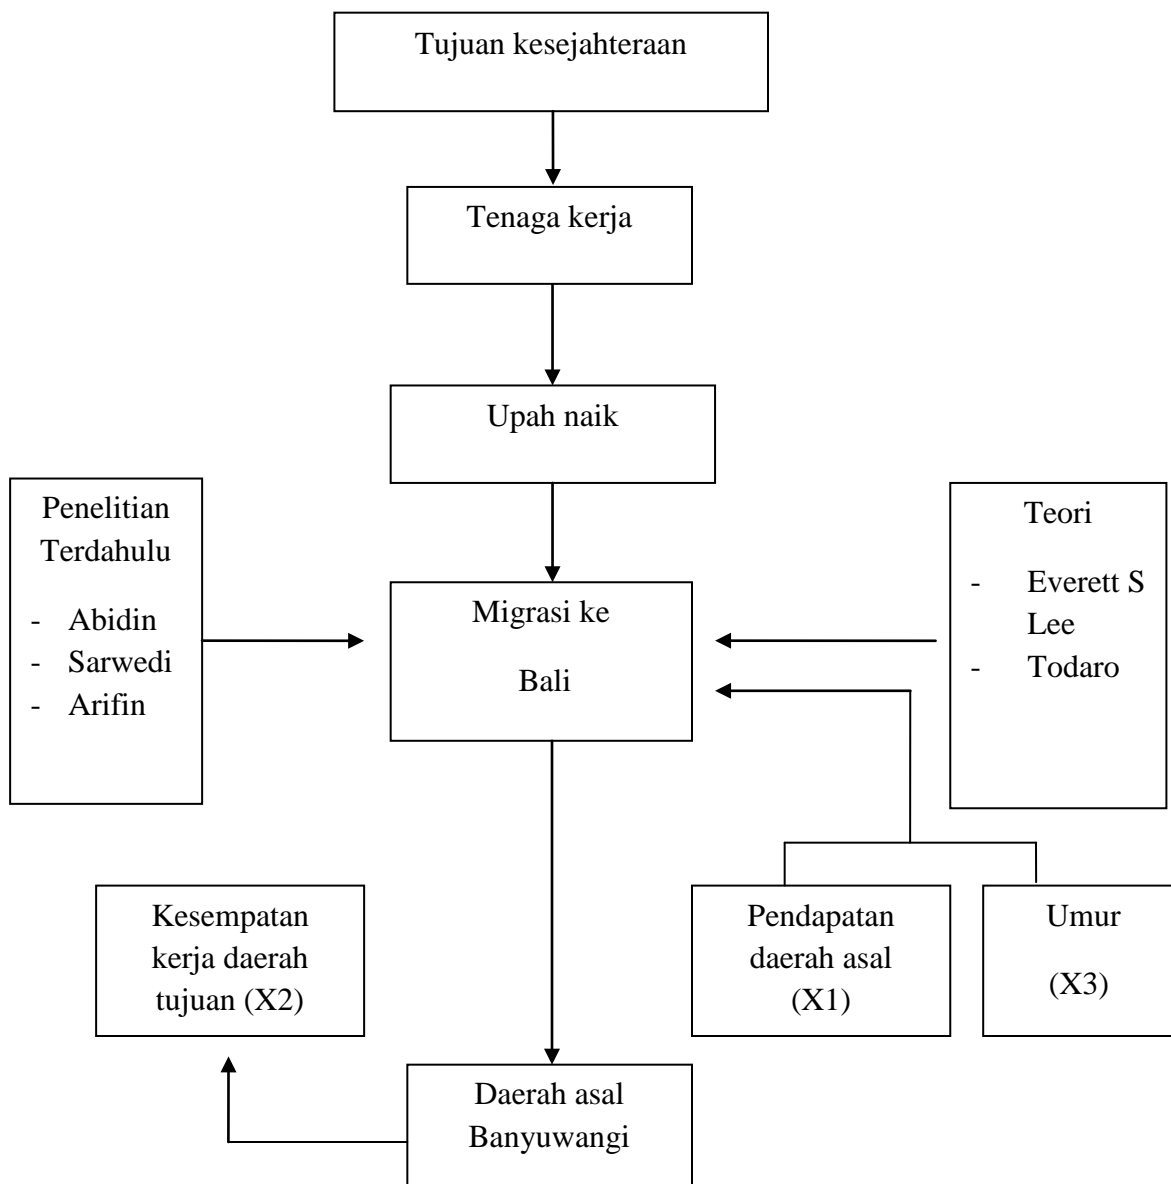 Tujuan kesejahteraan
Tenaga kerja
Upah naik
Penelitian
Terdahulu
- Abidin
- Sarwedi
- Arifin
Migrasi ke
Bali
Teori
- Everett S
Lee
- Todaro
Kesempatan
kerja daerah
tujuan (X2)
Pendapatan
daerah asal
(X1)
Umur
(X3)
Daerah asal
Banyuwangi